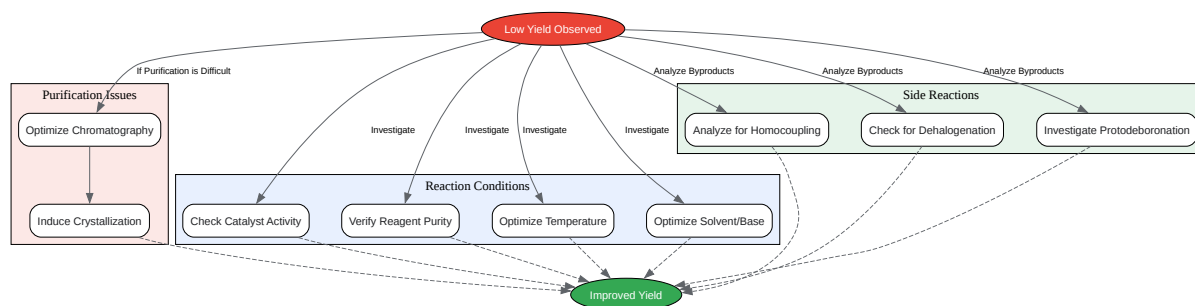 Low Yield Observed
If Purification is Difficult
Analyze Byproducts
Analyze Byproducts
Analyze Byproducts
Purification Issues
Side Reactions
Optimize Chromatography
Investigate
Investigate
Investigate
Investigate
Analyze for Homocoupling
Check for Dehalogenation
Investigate Protodeboronation
Reaction Conditions
Induce Crystallization
Check Catalyst Activity
Verify Reagent Purity
Optimize Temperature
Optimize Solvent/Base
Improved Yield